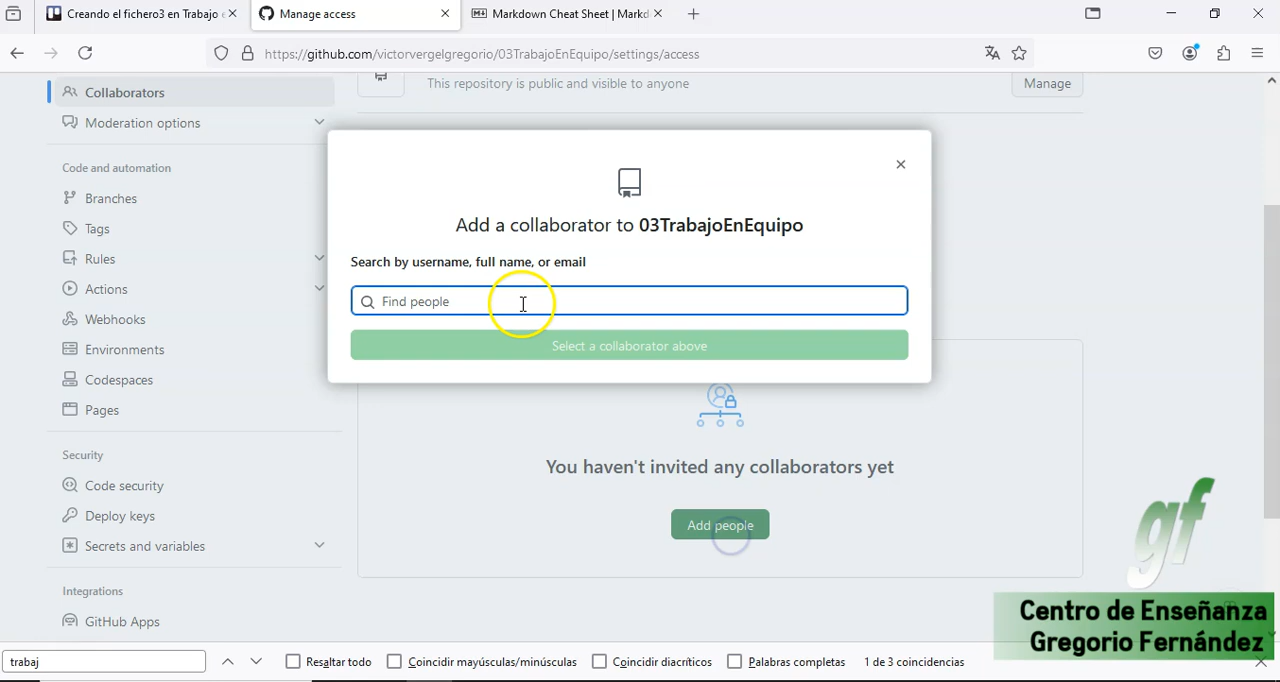 Creando el fichero3 en Trabajo e
Manage access
Markdown Cheat Sheet | Markd
https://github.com/victorvergelgregorio/03TrabajoEnEquipo/settings/access
Collaborators
Moderation options
Code and automation
Branches
Tags
Rules
Actions
Webhooks
Environments
Codespaces
Pages
Security
Code security
Deploy keys
Secrets and variables
Integrations
GitHub Apps
This repository is public and visible to anyone
Manage
Add a collaborator to 03TrabajoEnEquipo
Search by username, full name, or email
Find people
Select a collaborator above
You haven't invited any collaborators yet
Add people
gf
Centro de Enseñanza
Gregorio Fernández
trabaj
Resaltar todo
Coincidir mayúsculas/minúsculas
Coincidir diacríticos
Palabras completas
1 de 3 coincidencias